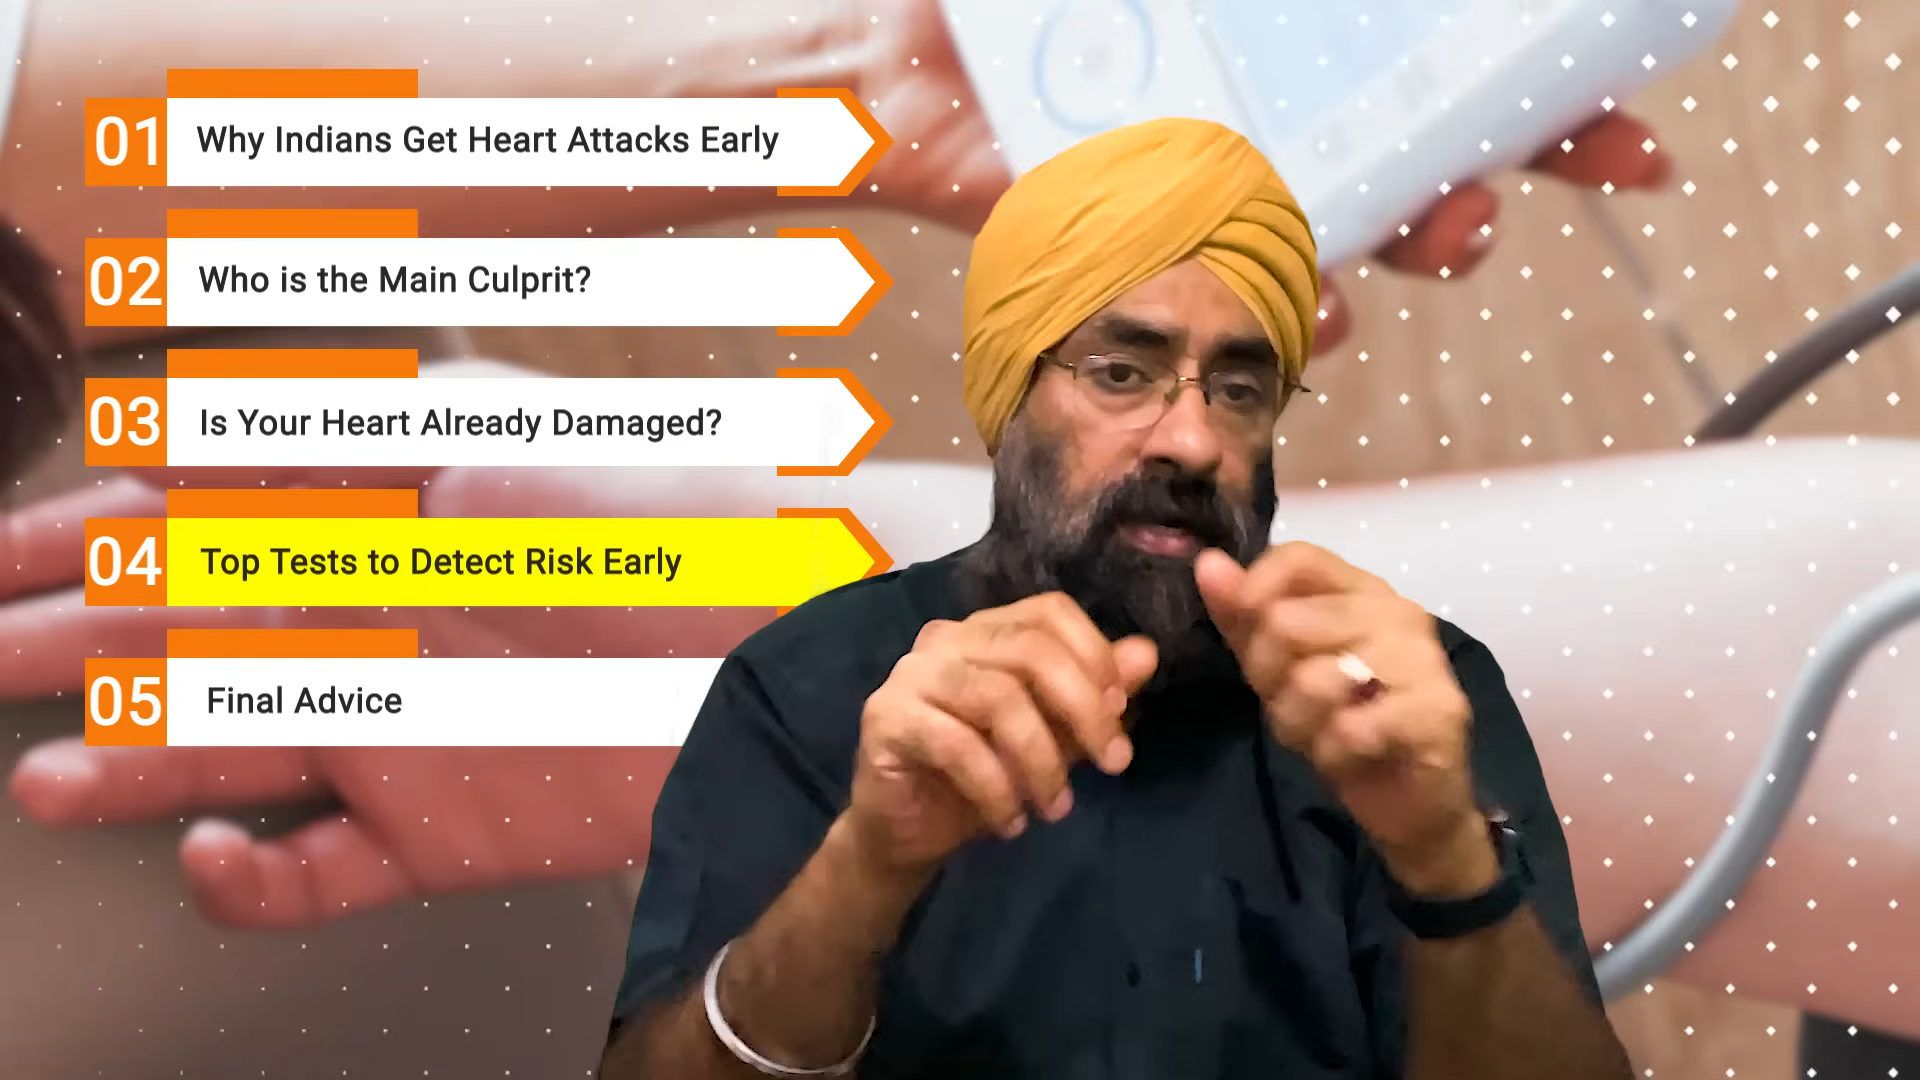 01 Why Indians Get Heart Attacks Early
02 Who is the Main Culprit?
03 Is Your Heart Already Damaged?
04 Top Tests to Detect Risk Early
05 Final Advice